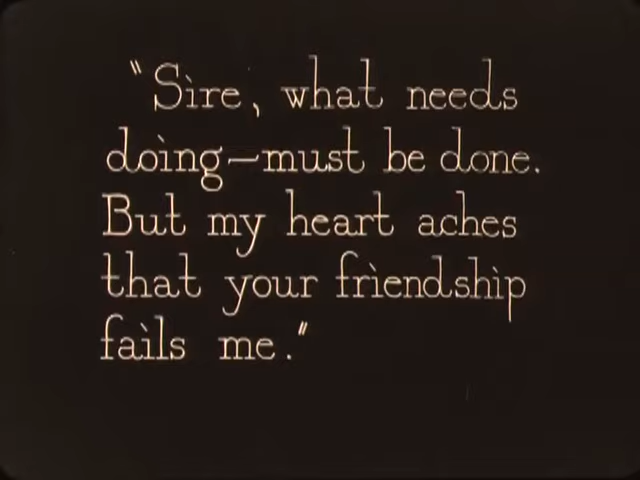 "Sire, what needs
doing—must be done.
But my heart aches
that your friendship
fails me."